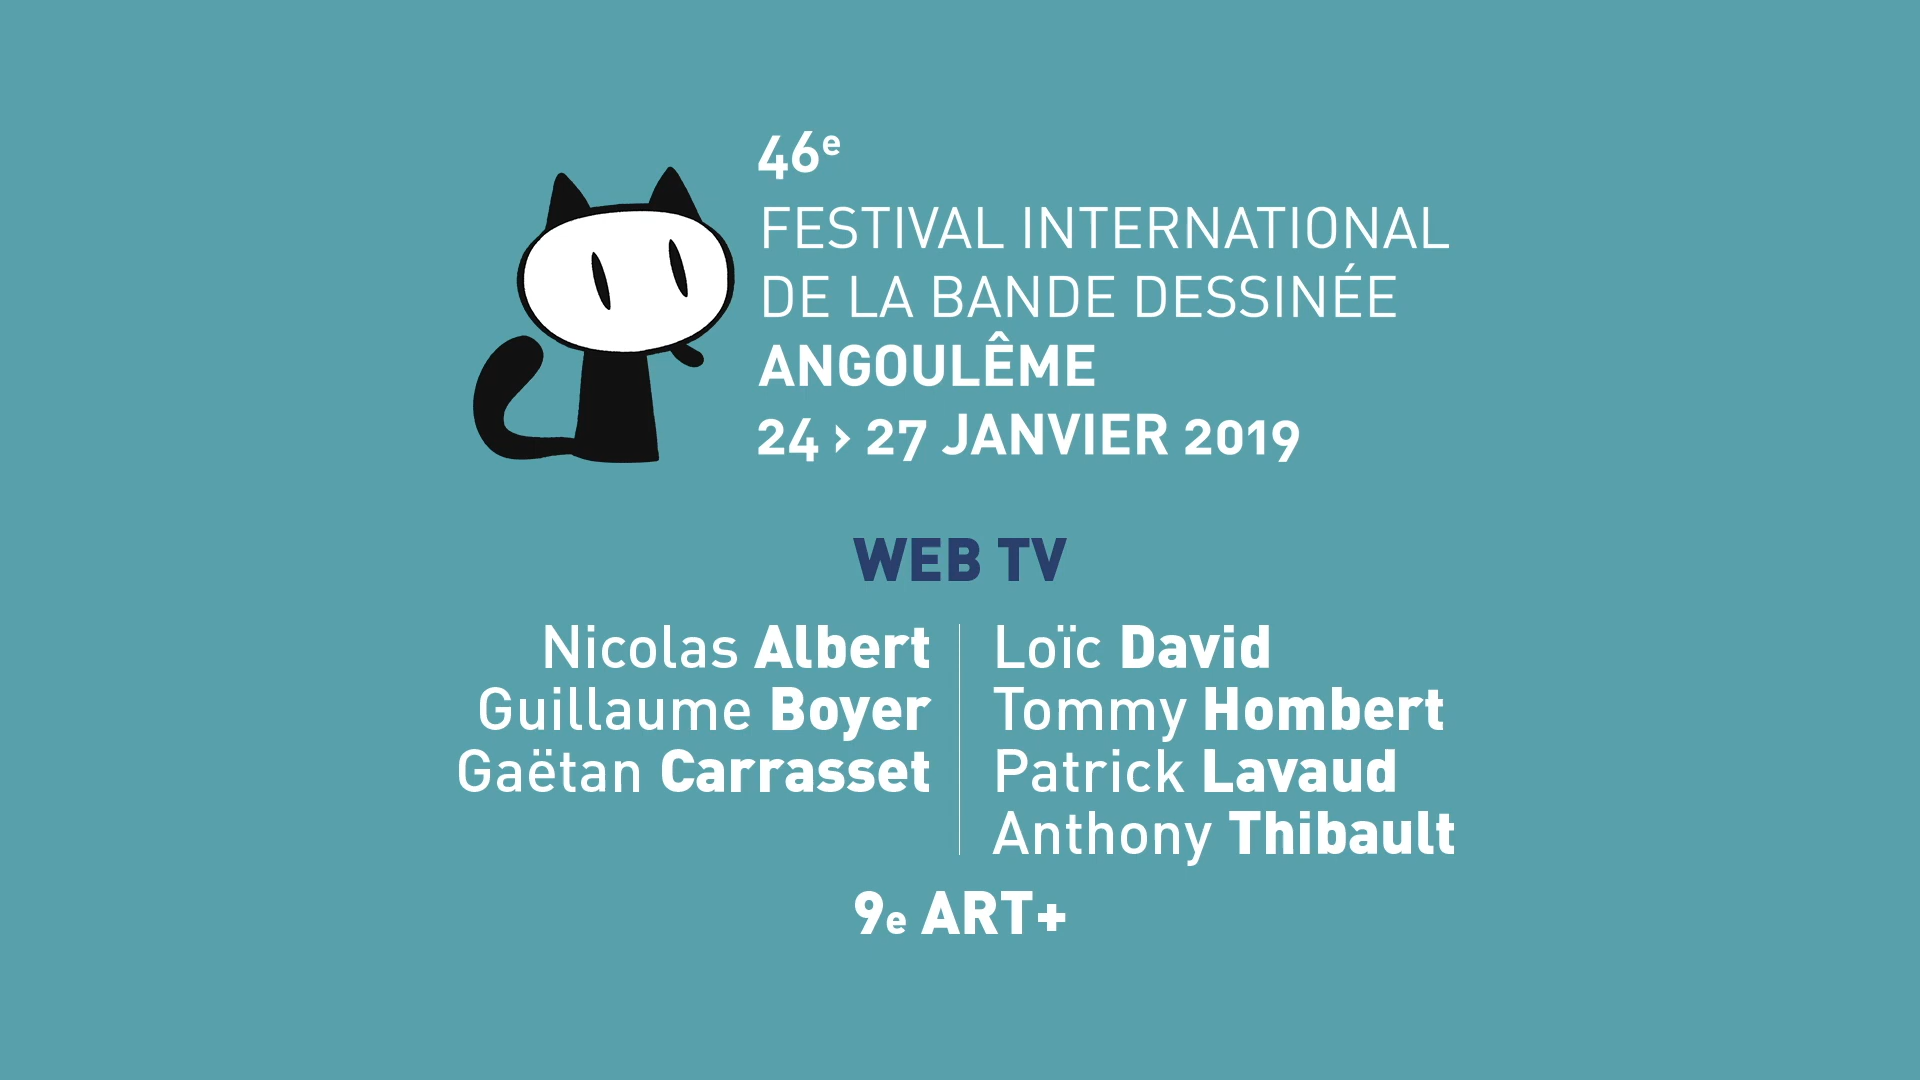 46e
FESTIVAL INTERNATIONAL
DE LA BANDE DESSINÉE
ANGOULÊME
24 › 27 JANVIER 2019
WEB TV
Nicolas Albert
Guillaume Boyer
Gaëtan Carrasset
Loïc David
Tommy Hombert
Patrick Lavaud
Anthony Thibault
9e ART+